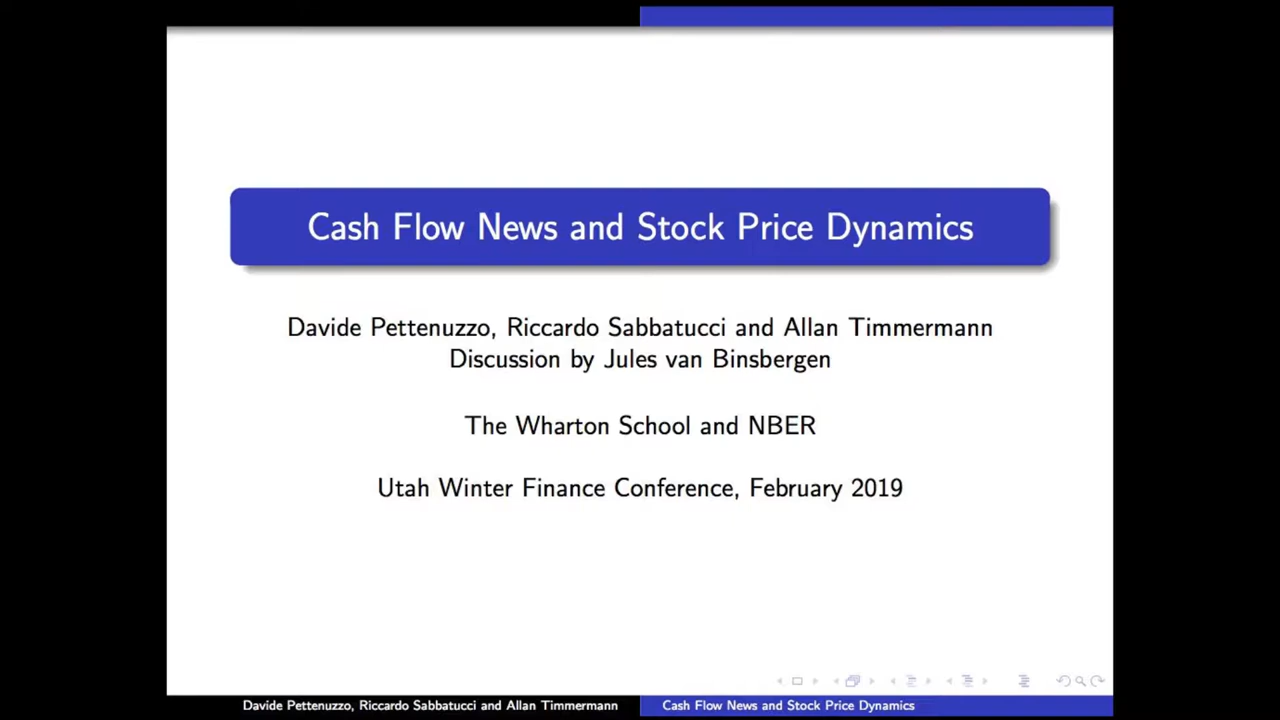 Cash Flow News and Stock Price Dynamics
Davide Pettenuzzo, Riccardo Sabbatucci and Allan Timmermann
Discussion by Jules van Binsbergen
The Wharton School and NBER
Utah Winter Finance Conference, February 2019
Davide Pettenuzzo, Riccardo Sabbatucci and Allan Timmermann
Cash Flow News and Stock Price Dynamics